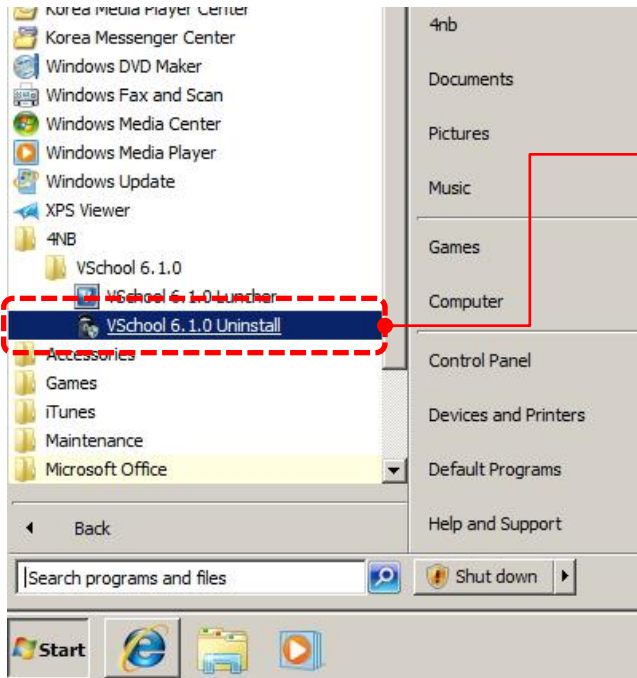 Korea Media Player Center
Korea Messenger Center
Windows DVD Maker
Windows Fax and Scan
Windows Media Center
Windows Media Player
Windows Update
XPS Viewer
4NB
VSchool 6.1.0
VSchool 6.1.0 Luncher
VSchool 6.1.0 Uninstall
Accessories
Games
iTunes
Maintenance
Microsoft Office
Back
Search programs and files
4nb
Documents
Pictures
Music
Games
Computer
Control Panel
Devices and Printers
Default Programs
Help and Support
Shut down
Start